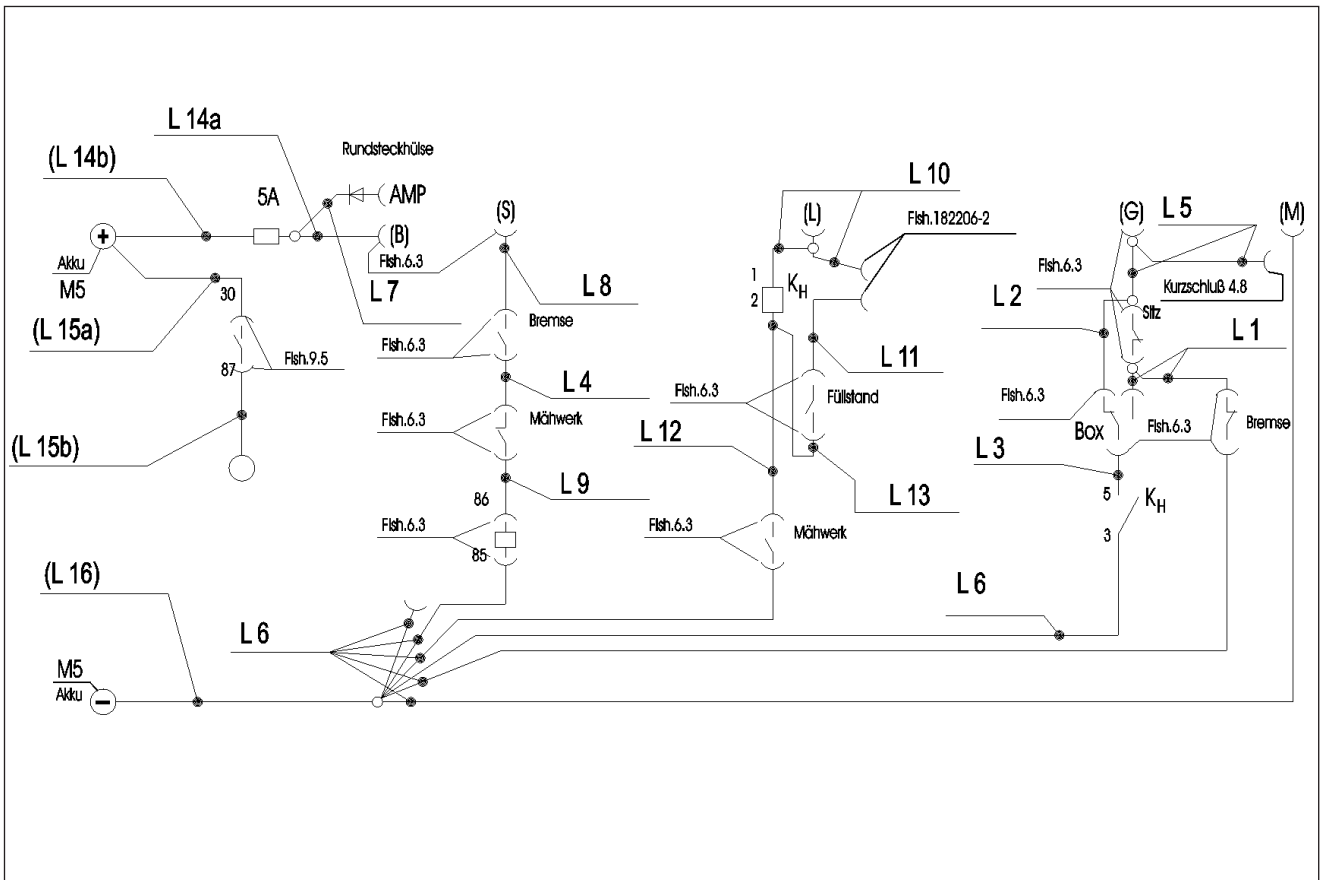 L 14a
(L 14b)
Rundsteckhülse
L 10
5A
AMP
(S)
(L)
Flsh.182206-2
(G)
L 5
(M)
+
(B)
Akku
M5
Flsh.6.3
L 7
L 8
1
2
KH
Flsh.6.3
Kurzschluß 4.8
30
L 2
Sitz
(L 15a)
Bremse
L 1
Flsh.6.3
87
Flsh.9.5
L 11
L 4
Flsh.6.3
Füllstand
Flsh.6.3
Mähwerk
Flsh.6.3
(L 15b)
L 12
Box
Flsh.6.3
Bremse
L 3
L 9
L 13
86
5
KH
Flsh.6.3
Flsh.6.3
Mähwerk
3
85
(L 16)
L 6
L 6
M5
Akku
−